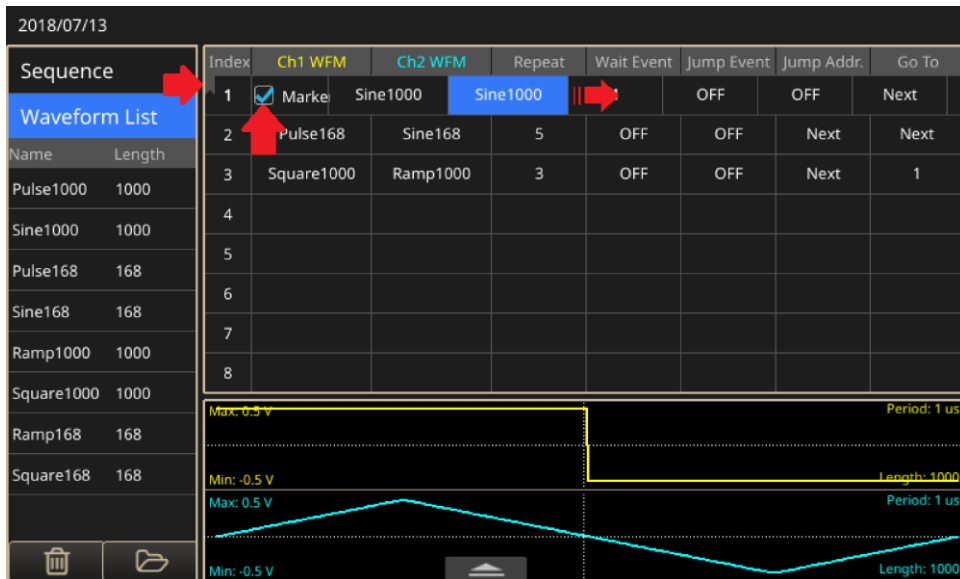 2018/07/13
Sequence
Waveform List
Name Length
Pulse1000 1000
Sine1000 1000
Pulse168 168
Sine168 168
Ramp1000 1000
Square1000 1000
Ramp168 168
Square168 168
Index Ch1 WFM Ch2 WFM Repeat Wait Event Jump Event Jump Addr. Go To
1 Marke Sine1000 Sine1000 OFF OFF Next
2 Pulse168 Sine168 5 OFF OFF Next Next
3 Square1000 Ramp1000 3 OFF OFF Next 1
4
5
6
7
8
Max: 0.5 V Period: 1 us
Min: -0.5 V Length: 1000
Max: 0.5 V Period: 1 us
Min: -0.5 V Length: 1000